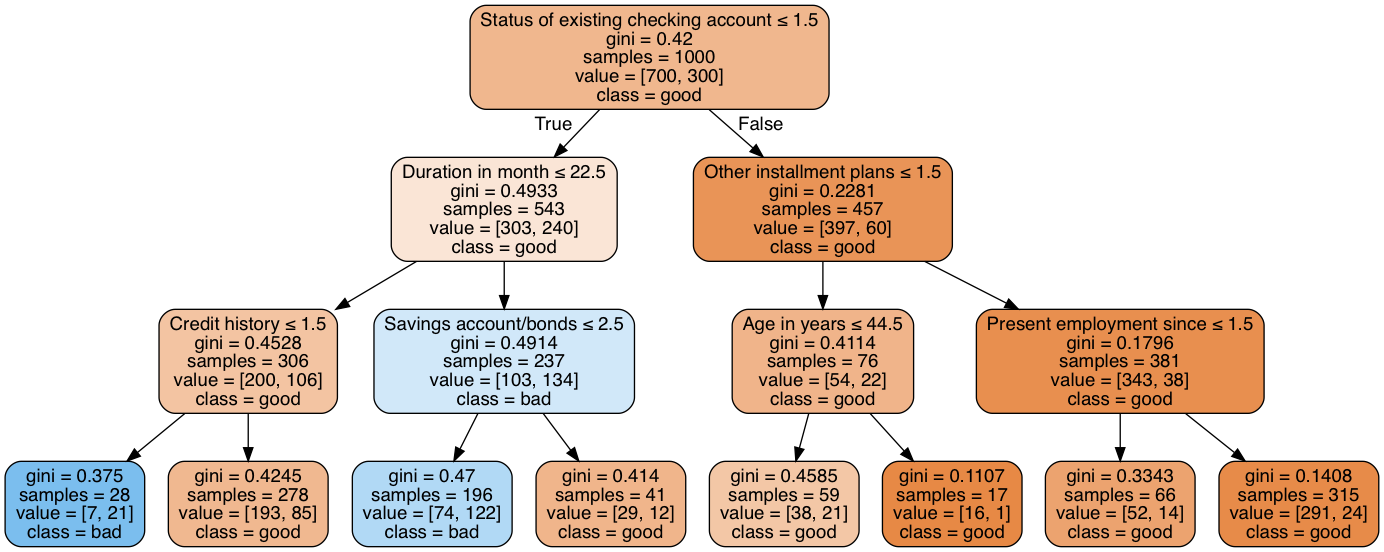 Status of existing checking account ≤ 1.5
gini = 0.42
samples = 1000
value = [700, 300]
class = good
True
False
Duration in month ≤ 22.5
gini = 0.4933
samples = 543
value = [303, 240]
class = good
Other installment plans ≤ 1.5
gini = 0.2281
samples = 457
value = [397, 60]
class = good
Credit history ≤ 1.5
gini = 0.4528
samples = 306
value = [200, 106]
class = good
Savings account/bonds ≤ 2.5
gini = 0.4914
samples = 237
value = [103, 134]
class = bad
Age in years ≤ 44.5
gini = 0.4114
samples = 76
value = [54, 22]
class = good
Present employment since ≤ 1.5
gini = 0.1796
samples = 381
value = [343, 38]
class = good
gini = 0.375
samples = 28
value = [7, 21]
class = bad
gini = 0.4245
samples = 278
value = [193, 85]
class = good
gini = 0.47
samples = 196
value = [74, 122]
class = bad
gini = 0.414
samples = 41
value = [29, 12]
class = good
gini = 0.4585
samples = 59
value = [38, 21]
class = good
gini = 0.1107
samples = 17
value = [16, 1]
class = good
gini = 0.3343
samples = 66
value = [52, 14]
class = good
gini = 0.1408
samples = 315
value = [291, 24]
class = good